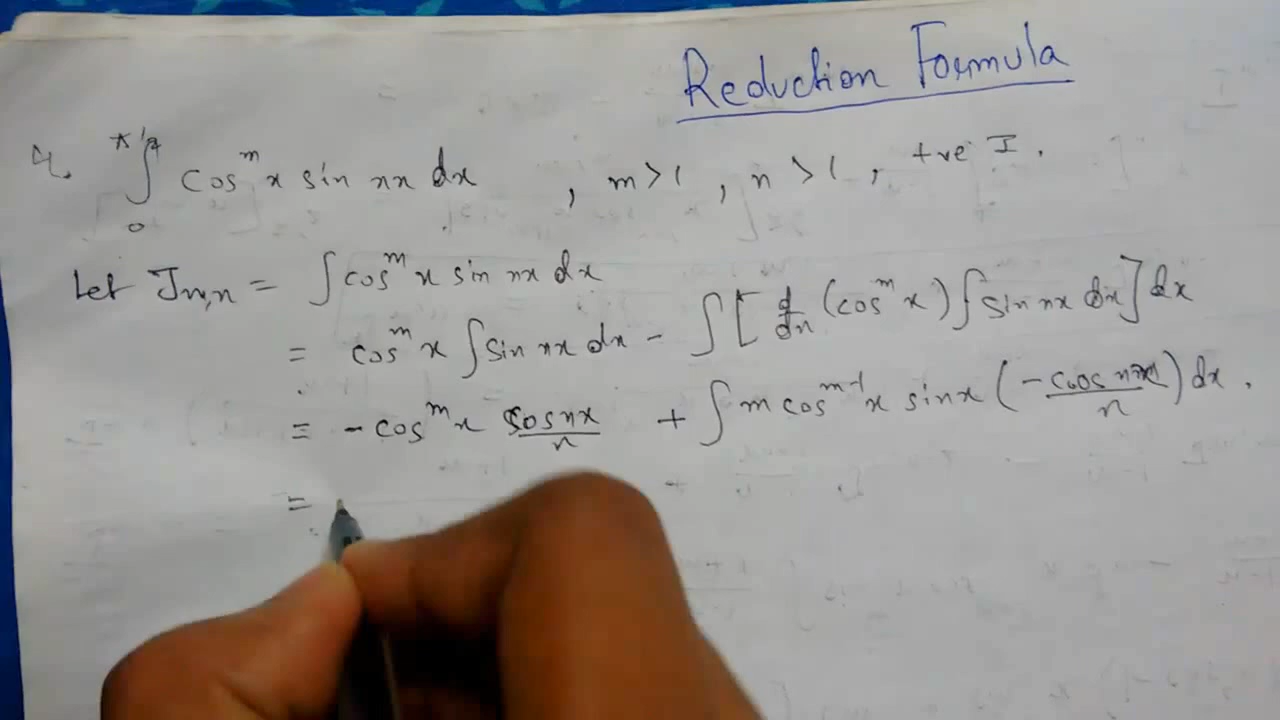 Reduction Formula
4. ∫₀^(π/2) cos^m x sin nx dx , m>1 , n>1 , +ve I.
Let J_m,n = ∫ cos^m x sin nx dx
= cos^m x ∫ sin nx dx − ∫ [ d/dx (cos^m x) ∫ sin nx dx ] dx
= − cos^m x cos nx/n + ∫ m cos^(m-1) x sin x ( − cos nx/n ) dx .
=